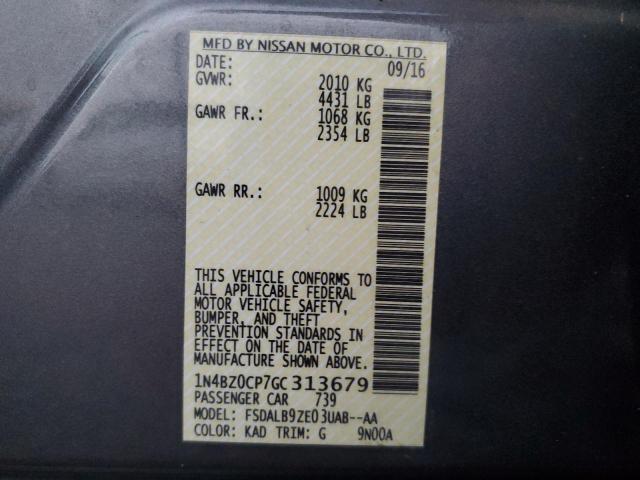 MFD BY NISSAN MOTOR CO., LTD.
DATE: 09/16
GVWR: 2010 KG
4431 LB
GAWR FR.: 1068 KG
2354 LB
GAWR RR.: 1009 KG
2224 LB
THIS VEHICLE CONFORMS TO
ALL APPLICABLE FEDERAL
MOTOR VEHICLE SAFETY,
BUMPER, AND THEFT
PREVENTION STANDARDS IN
EFFECT ON THE DATE OF
MANUFACTURE SHOWN ABOVE.
1N4BZ0CP7GC313679
PASSENGER CAR 739
MODEL: FSDALB9ZE03UAB--AA
COLOR: KAD TRIM: G 9N00A